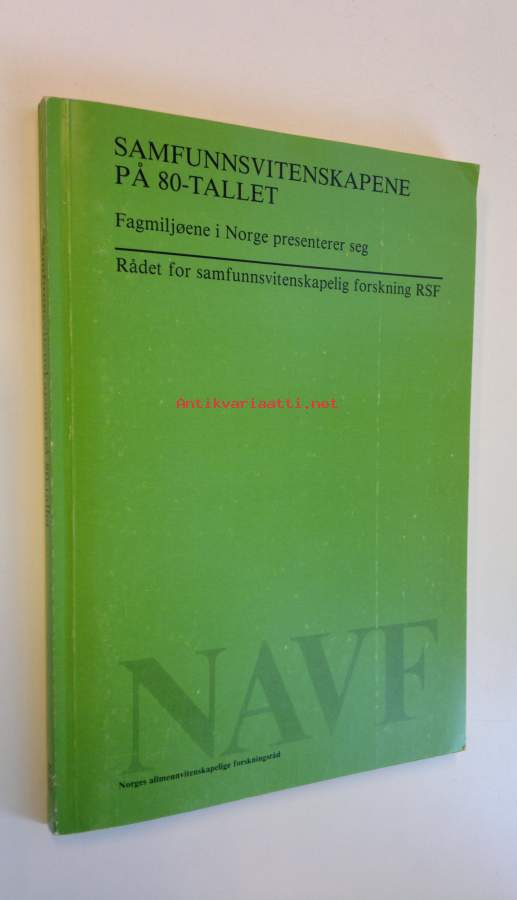 SAMFUNNSVITENSKAPENE
PÅ 80-TALLET
Fagmiljøene i Norge presenterer seg
Rådet for samfunnsvitenskapelig forskning RSF
Antikvariaatti.net
NAVF
Norges allmennvitenskapelige forskningsråd